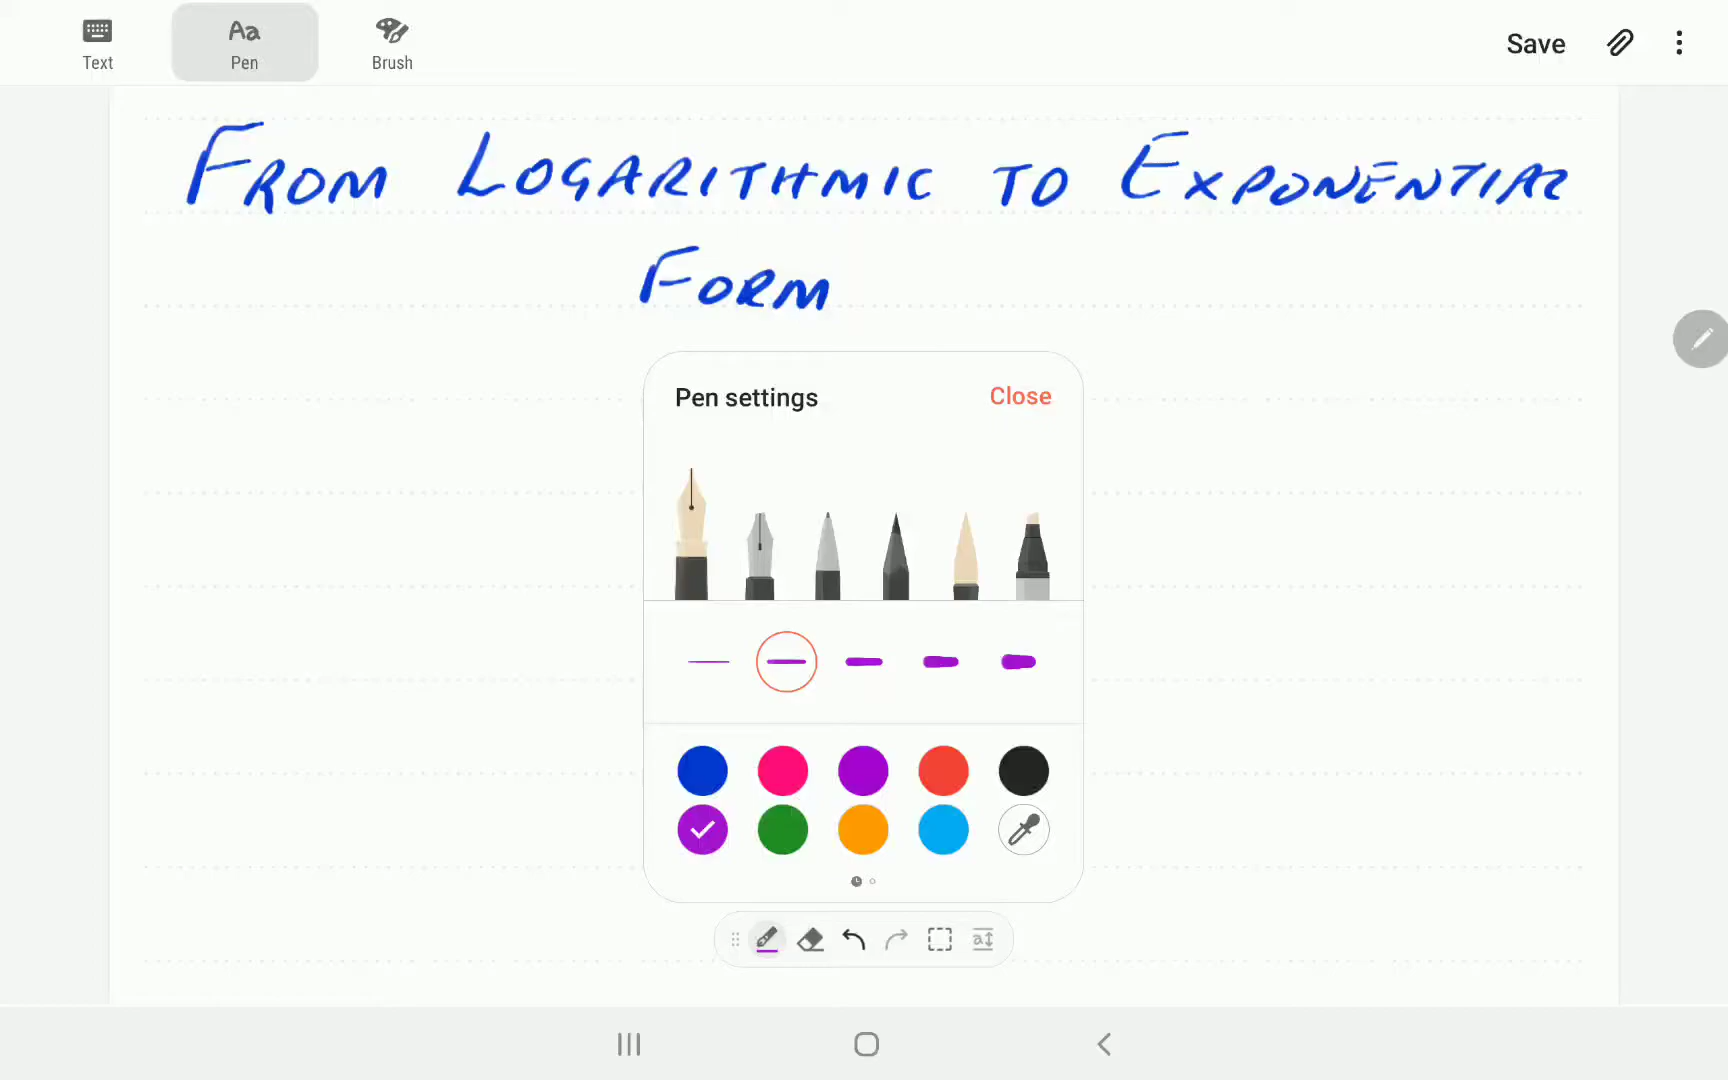 Text Pen Brush Save
FROM LOGARITHMIC TO EXPONENTIAL
FORM
Pen settings Close